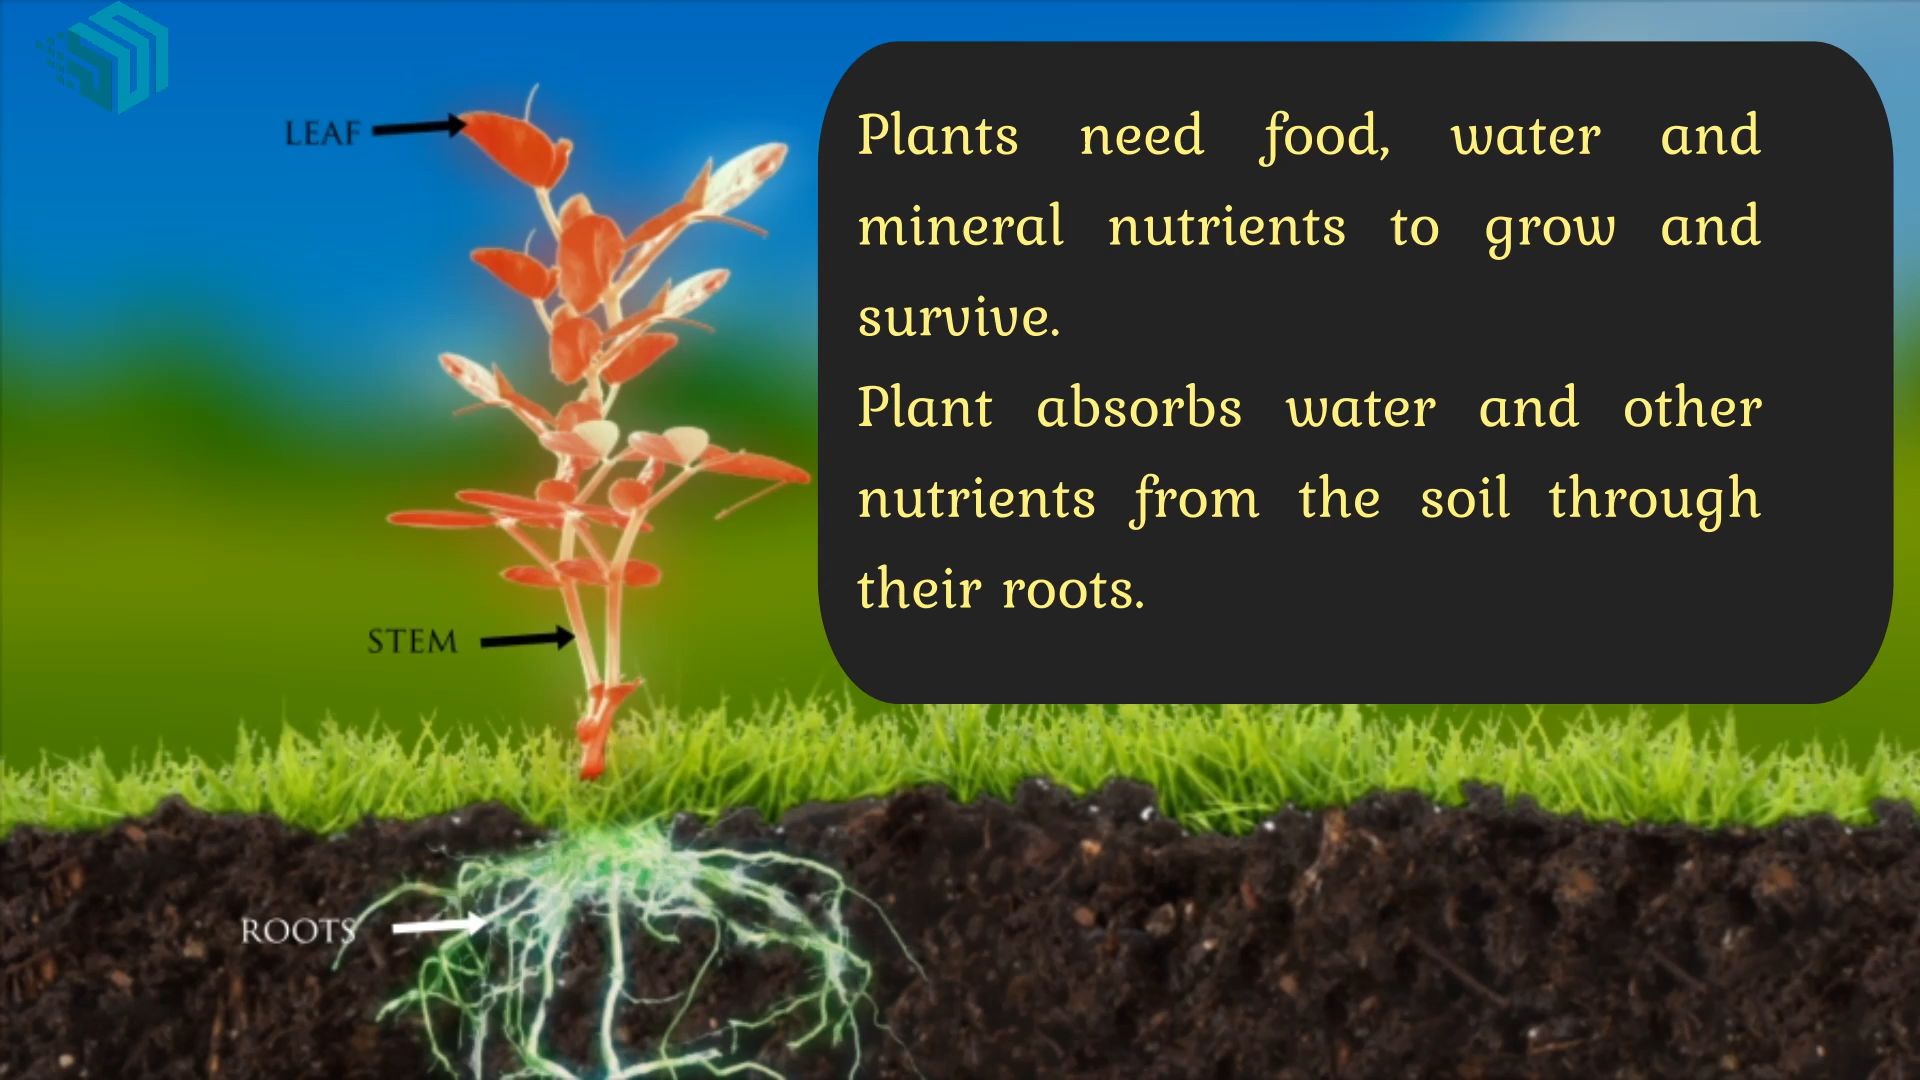 LEAF
Plants need food, water and
mineral nutrients to grow and
survive.
Plant absorbs water and other
nutrients from the soil through
their roots.
STEM
ROOTS